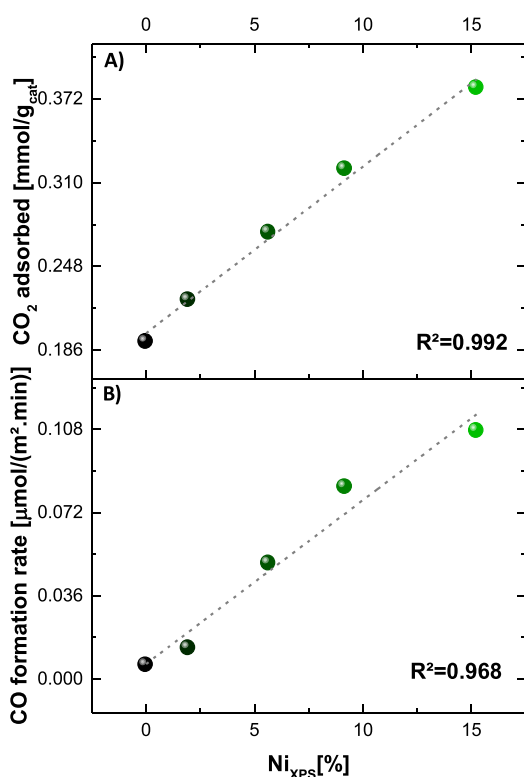 0 5 10 15
A)
CO₂ adsorbed [mmol/g_cat]
0.372
0.310
0.248
0.186
R²=0.992
B)
CO formation rate [µmol/(m².min)]
0.108
0.072
0.036
0.000
R²=0.968
0 5 10 15
Ni_XPS[%]